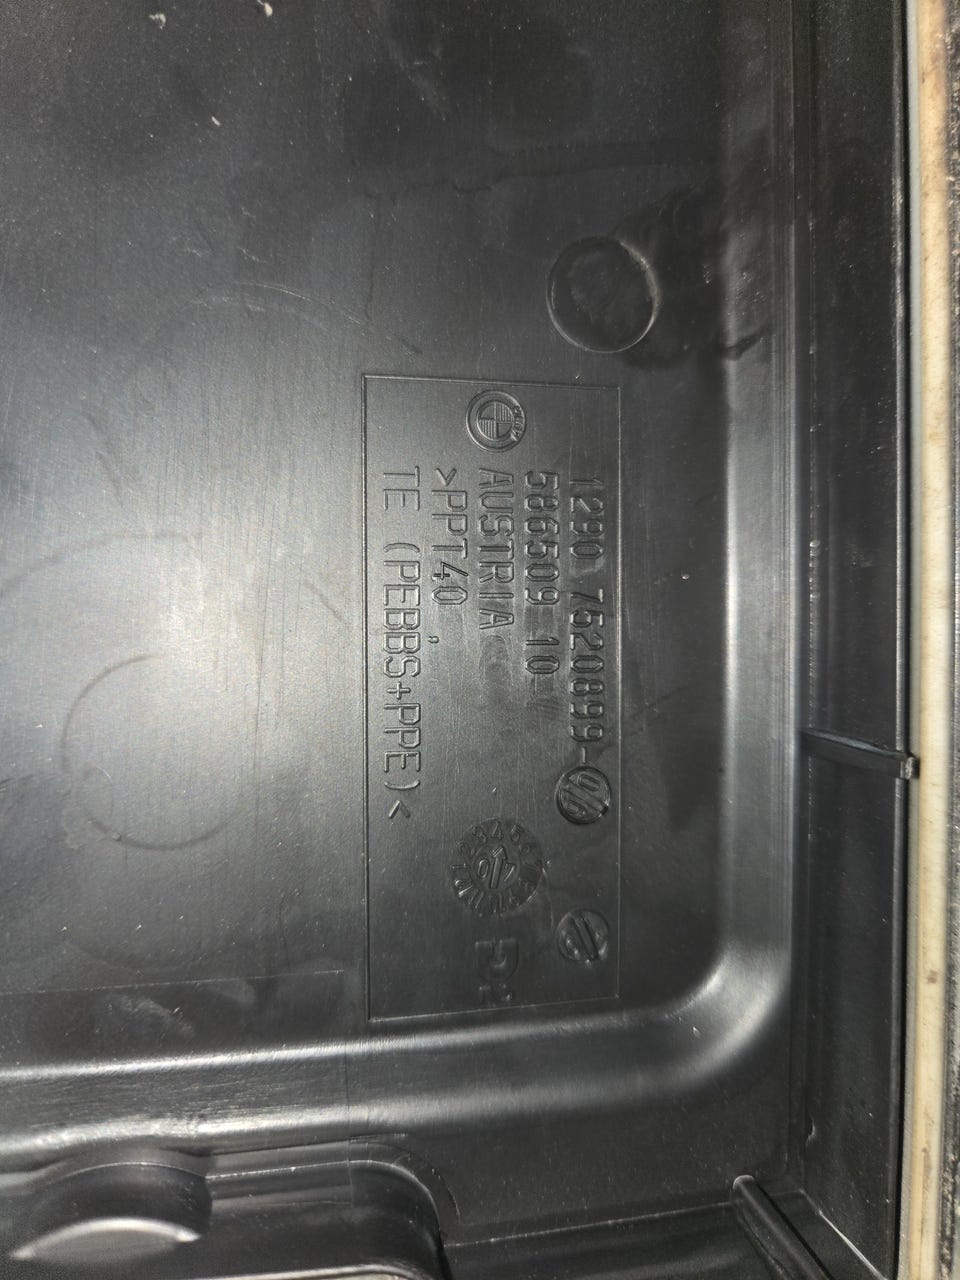 1290 7520899-
586509 10
AUSTRIA
>PPT40,
TE (PEBBS+PPE)<